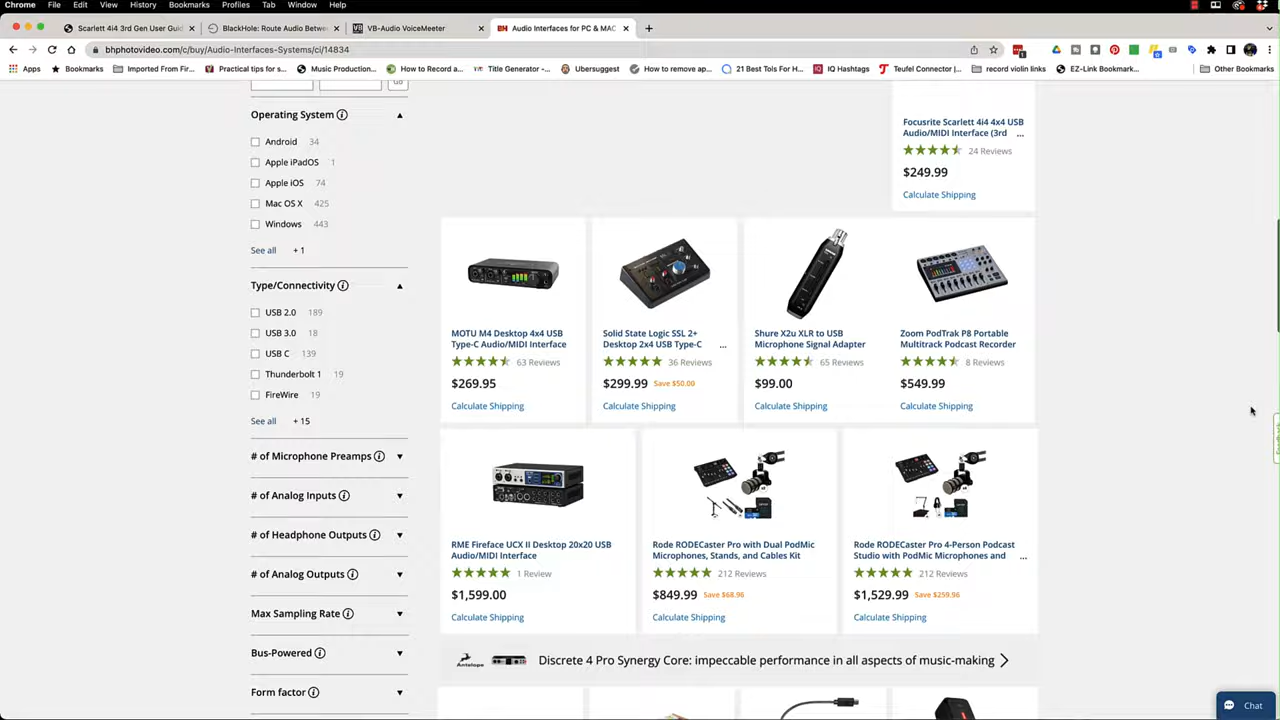 Chrome File Edit View History Bookmarks Profiles Tab Window Help
Scarlett 4i4 3rd Gen User Guid
BlackHole: Route Audio Betwe
VB-Audio VoiceMeeter
Audio Interfaces for PC & MAC
bhphotovideo.com/c/buy/Audio-Interfaces-Systems/ci/14834
Apps Bookmarks Imported From Fir... Practical tips for s... Music Production:... How to Record a... Title Generator -... Ubersuggest How to remove ap... 21 Best Tols For H... IQ Hashtags Teufel Connector |... record violin links EZ-Link Bookmark... Other Bookmarks
Operating System
Android 34
Apple iPadOS 1
Apple iOS 74
Mac OS X 425
Windows 443
See all + 1
Type/Connectivity
USB 2.0 189
USB 3.0 18
USB C 139
Thunderbolt 1 19
FireWire 19
See all + 15
# of Microphone Preamps
# of Analog Inputs
# of Headphone Outputs
# of Analog Outputs
Max Sampling Rate
Bus-Powered
Form factor
Focusrite Scarlett 4i4 4x4 USB
Audio/MIDI Interface (3rd ...
24 Reviews
$249.99
Calculate Shipping
MOTU M4 Desktop 4x4 USB
Type-C Audio/MIDI Interface
63 Reviews
$269.95
Calculate Shipping
Solid State Logic SSL 2+
Desktop 2x4 USB Type-C ...
36 Reviews
$299.99 Save $50.00
Calculate Shipping
Shure X2u XLR to USB
Microphone Signal Adapter
65 Reviews
$99.00
Calculate Shipping
Zoom PodTrak P8 Portable
Multitrack Podcast Recorder
8 Reviews
$549.99
Calculate Shipping
RME Fireface UCX II Desktop 20x20 USB
Audio/MIDI Interface
1 Review
$1,599.00
Calculate Shipping
Rode RODECaster Pro with Dual PodMic
Microphones, Stands, and Cables Kit
212 Reviews
$849.99 Save $68.96
Calculate Shipping
Rode RODECaster Pro 4-Person Podcast
Studio with PodMic Microphones and ...
212 Reviews
$1,529.99 Save $259.96
Calculate Shipping
Antelope
Discrete 4 Pro Synergy Core: impeccable performance in all aspects of music-making
Chat